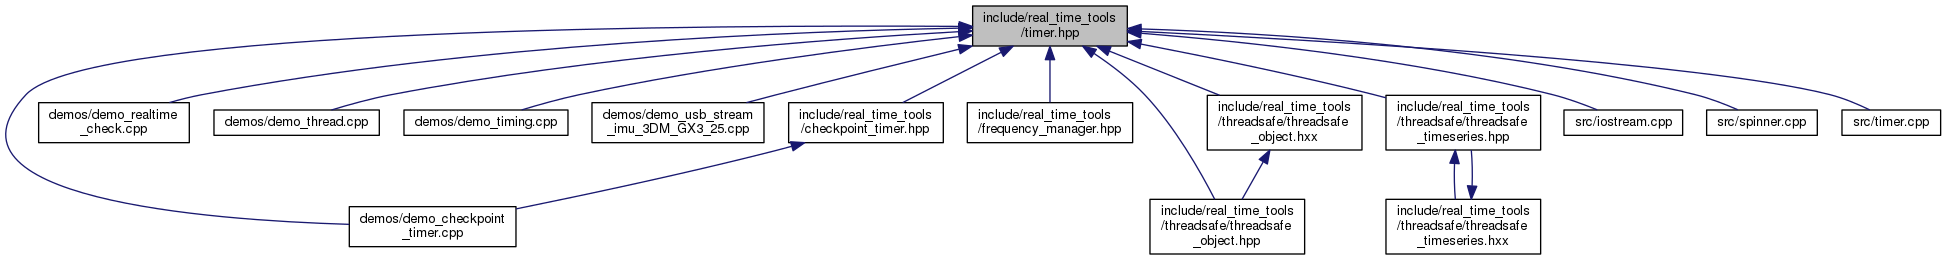 include/real_time_tools
/timer.hpp
demos/demo_realtime
_check.cpp
demos/demo_thread.cpp
demos/demo_timing.cpp
demos/demo_usb_stream
_imu_3DM_GX3_25.cpp
include/real_time_tools
/checkpoint_timer.hpp
include/real_time_tools
/frequency_manager.hpp
include/real_time_tools
/threadsafe/threadsafe
_object.hxx
include/real_time_tools
/threadsafe/threadsafe
_timeseries.hpp
src/iostream.cpp
src/spinner.cpp
src/timer.cpp
demos/demo_checkpoint
_timer.cpp
include/real_time_tools
/threadsafe/threadsafe
_object.hpp
include/real_time_tools
/threadsafe/threadsafe
_timeseries.hxx